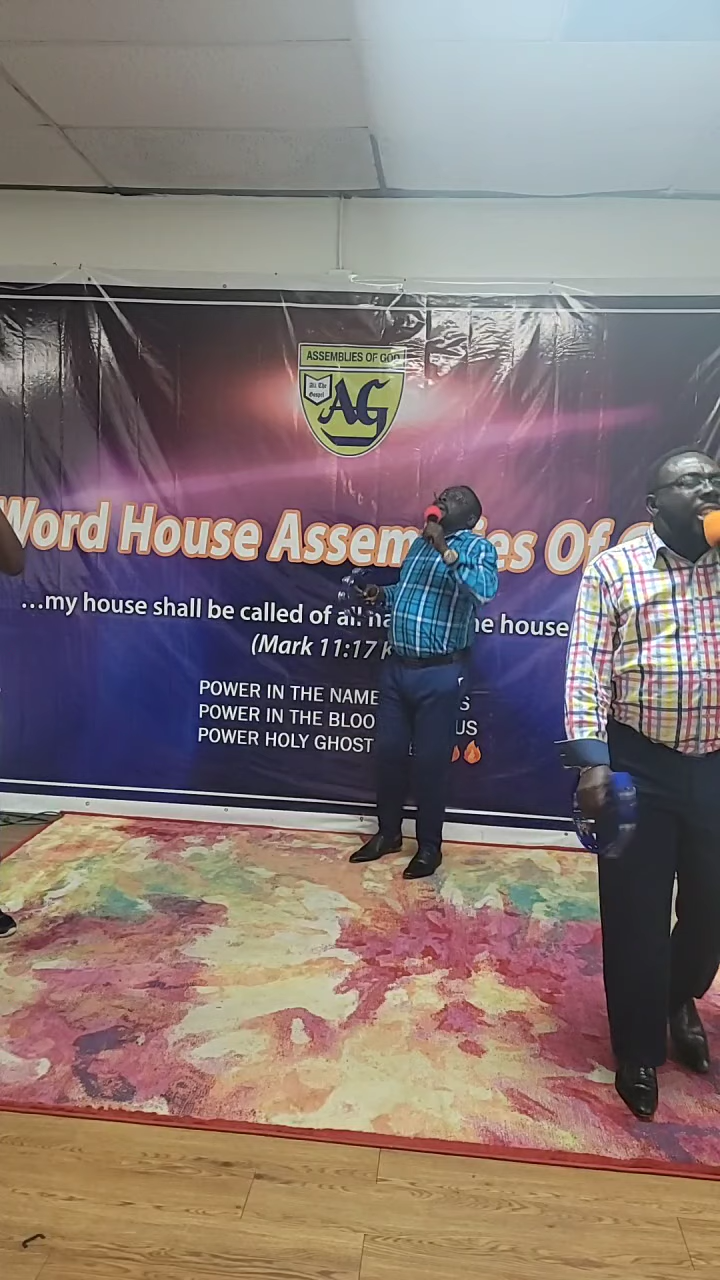 ASSEMBLIES OF GOD
All The
Gospel
AG
Word House Assem es Of
...my house shall be called of all na he house
(Mark 11:17
POWER IN THE NAME S
POWER IN THE BLOO US
POWER HOLY GHOST 🔥🔥